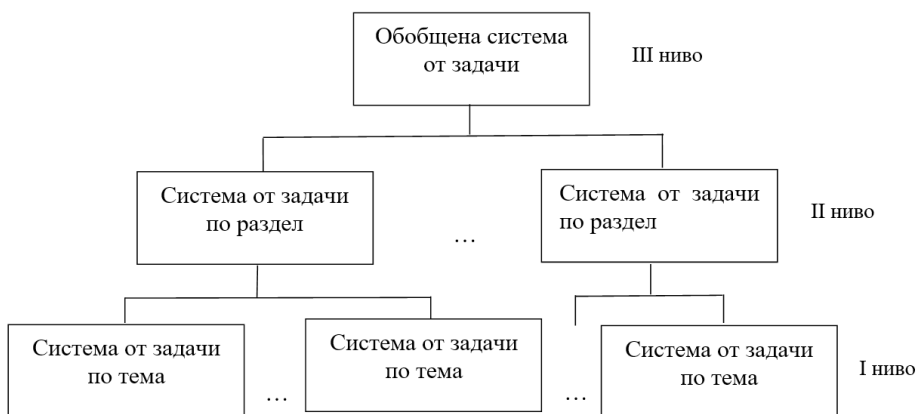 Обобщена система
от задачи
III ниво
Система от задачи
по раздел
Система от задачи
по раздел
II ниво
…
Система от задачи
по тема
Система от задачи
по тема
Система от задачи
по тема
I ниво
…
…